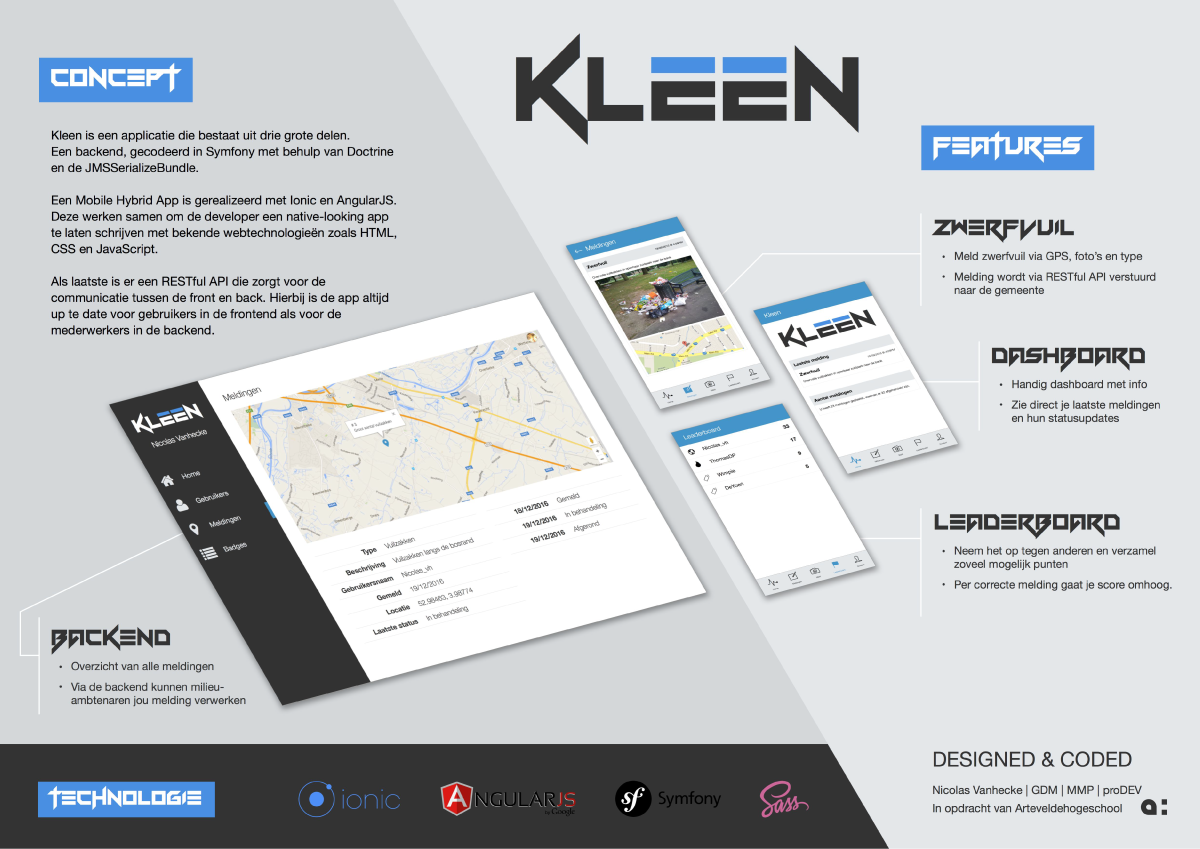 CONCEPT
Kleen is een applicatie die bestaat uit drie grote delen.
Een backend, gecodeerd in Symfony met behulp van Doctrine
en de JMSSerializeBundle.
Een Mobile Hybrid App is gerealizeerd met Ionic en AngularJS.
Deze werken samen om de developer een native-looking app
te laten schrijven met bekende webtechnologieën zoals HTML,
CSS en JavaScript.
Als laatste is er een RESTful API die zorgt voor de
communicatie tussen de front en back. Hierbij is de app altijd
up te date voor gebruikers in de frontend als voor de
mederwerkers in de backend.
KLEEN
FEATURES
ZWERFVUIL
• Meld zwerfvuil via GPS, foto's en type
• Melding wordt via RESTful API verstuurd
naar de gemeente
DASHBOARD
• Handig dashboard met info
• Zie direct je laatste meldingen
en hun statusupdates
LEADERBOARD
• Neem het op tegen anderen en verzamel
zoveel mogelijk punten
• Per correcte melding gaat je score omhoog.
← Meldingen
Zwerfvuil
Kleen
KLEEN
Laatste melding
Zwerfvuil
Aantal meldingen
Leaderboard
Nicolas_vh 33
ThomasDP 17
Wimpie 9
DeYoeri 5
KLEEN
Nicolas Vanhecke
Home
Gebruikers
Meldingen
Badges
Meldingen
Type Vuilzakken
Beschrijving Vuilzakken langs de bosrand
Gebruikersnaam Nicolas_vh
Gemeld 19/12/2016
Locatie 52.98463, 3.98774
Laatste status In behandeling
18/12/2016 Gemeld
19/12/2016 In behandeling
19/12/2016 Afgerond
BACKEND
• Overzicht van alle meldingen
• Via de backend kunnen milieu-
ambtenaren jou melding verwerken
TECHNOLOGIE
ionic
ANGULARJS
by Google
sf Symfony
Sass
DESIGNED & CODED
Nicolas Vanhecke | GDM | MMP | proDEV
In opdracht van Arteveldehogeschool a: